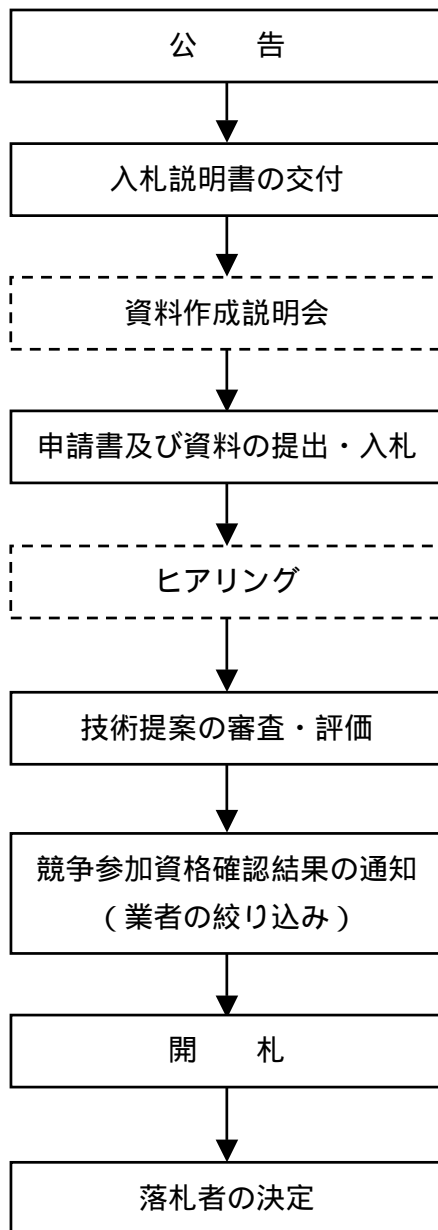 公　　告
入札説明書の交付
資料作成説明会
申請書及び資料の提出・入札
ヒアリング
技術提案の審査・評価
競争参加資格確認結果の通知
（業者の絞り込み）
開　　札
落札者の決定